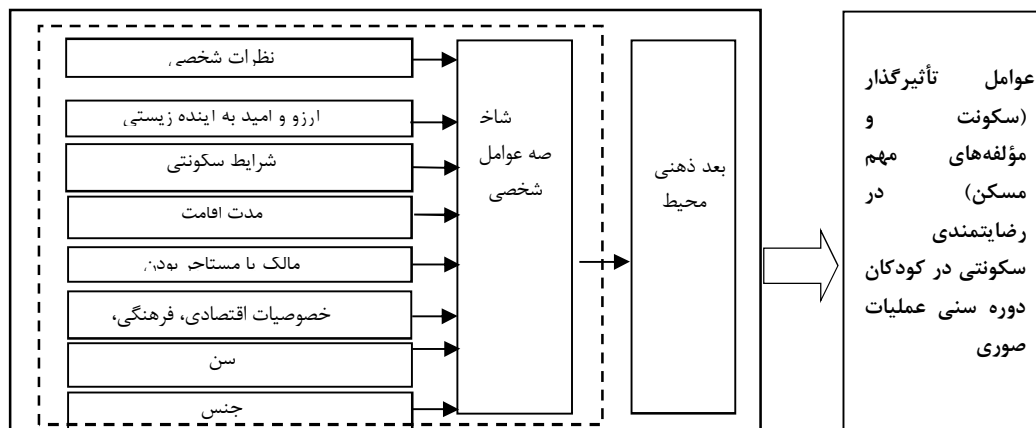 نظرات شخصی
ارزو و امید به اینده زیستی
شرایط سکونتی
مدت اقامت
مالک یا مستاجر بودن
خصوصیات اقتصادی، فرهنگی،
سن
جنس
شاخ
صه عوامل
شخصی
بعد ذهنی
محیط
عوامل تأثیرگذار
(سکونت و
مؤلفه‌های مهم
مسکن) در
رضایتمندی
سکونتی در کودکان
دوره سنی عملیات
صوری